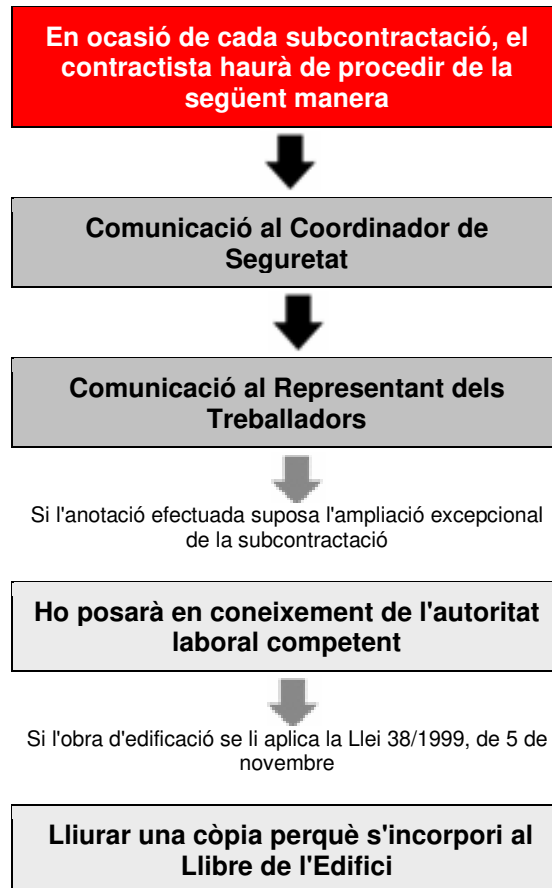 En ocasió de cada subcontractació, el
contractista haurà de procedir de la
següent manera
Comunicació al Coordinador de
Seguretat
Comunicació al Representant dels
Treballadors
Si l'anotació efectuada suposa l'ampliació excepcional
de la subcontractació
Ho posarà en coneixement de l'autoritat
laboral competent
Si l'obra d'edificació se li aplica la Llei 38/1999, de 5 de
novembre
Lliurar una còpia perquè s'incorpori al
Llibre de l'Edifici